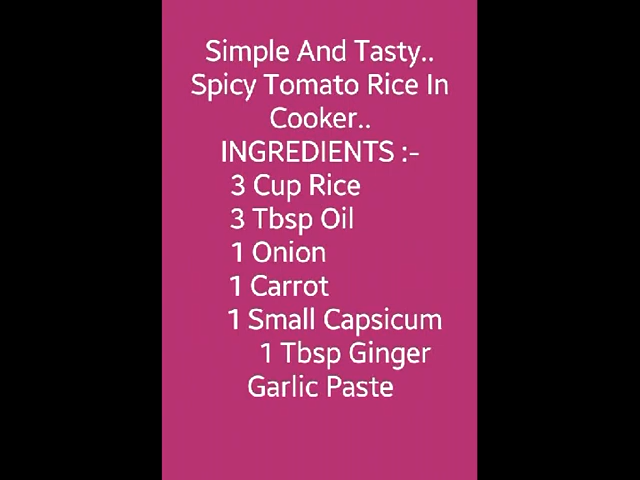 Simple And Tasty..
Spicy Tomato Rice In
Cooker..
INGREDIENTS :-
3 Cup Rice
3 Tbsp Oil
1 Onion
1 Carrot
1 Small Capsicum
1 Tbsp Ginger
Garlic Paste